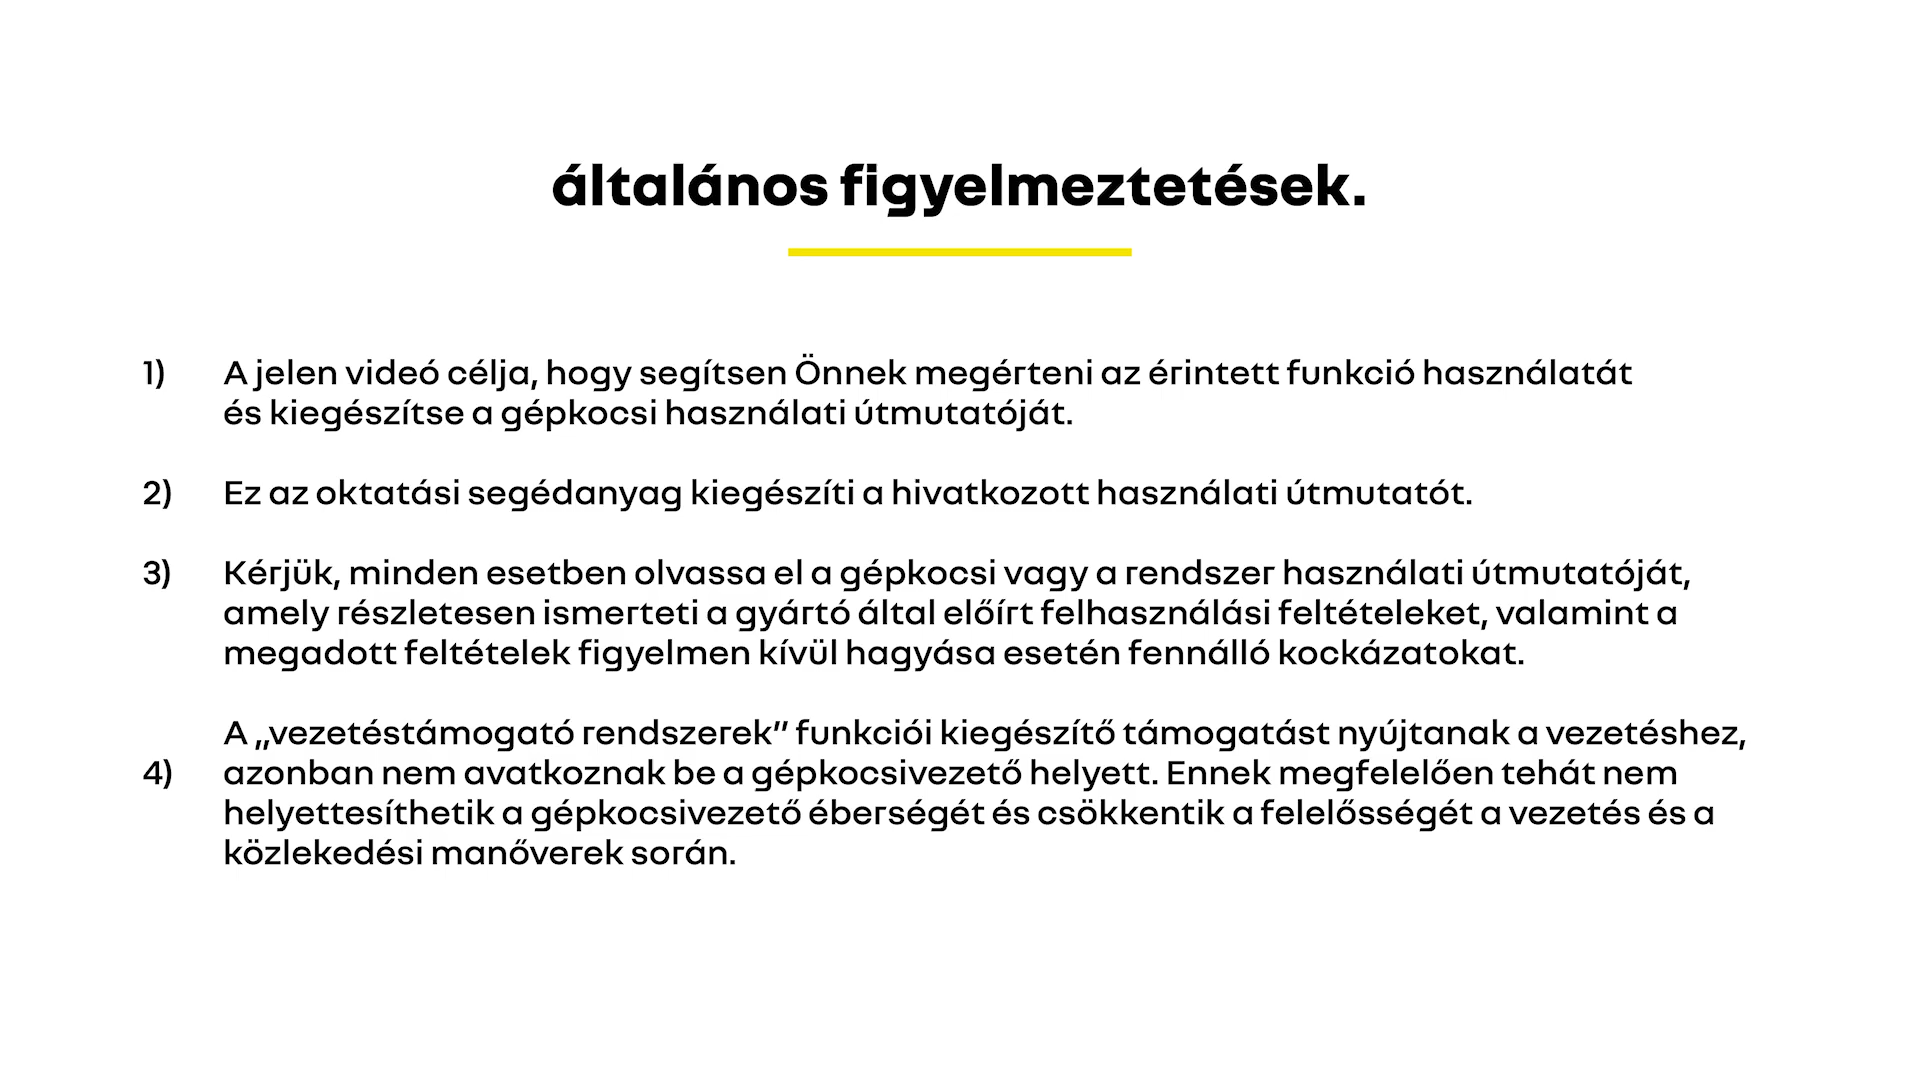 általános figyelmeztetések.
1) A jelen videó célja, hogy segítsen Önnek megérteni az érintett funkció használatát
és kiegészítse a gépkocsi használati útmutatóját.
2) Ez az oktatási segédanyag kiegészíti a hivatkozott használati útmutatót.
3) Kérjük, minden esetben olvassa el a gépkocsi vagy a rendszer használati útmutatóját,
amely részletesen ismerteti a gyártó által előírt felhasználási feltételeket, valamint a
megadott feltételek figyelmen kívül hagyása esetén fennálló kockázatokat.
A „vezetéstámogató rendszerek” funkciói kiegészítő támogatást nyújtanak a vezetéshez,
4) azonban nem avatkoznak be a gépkocsivezető helyett. Ennek megfelelően tehát nem
helyettesíthetik a gépkocsivezető éberségét és csökkentik a felelősségét a vezetés és a
közlekedési manőverek során.